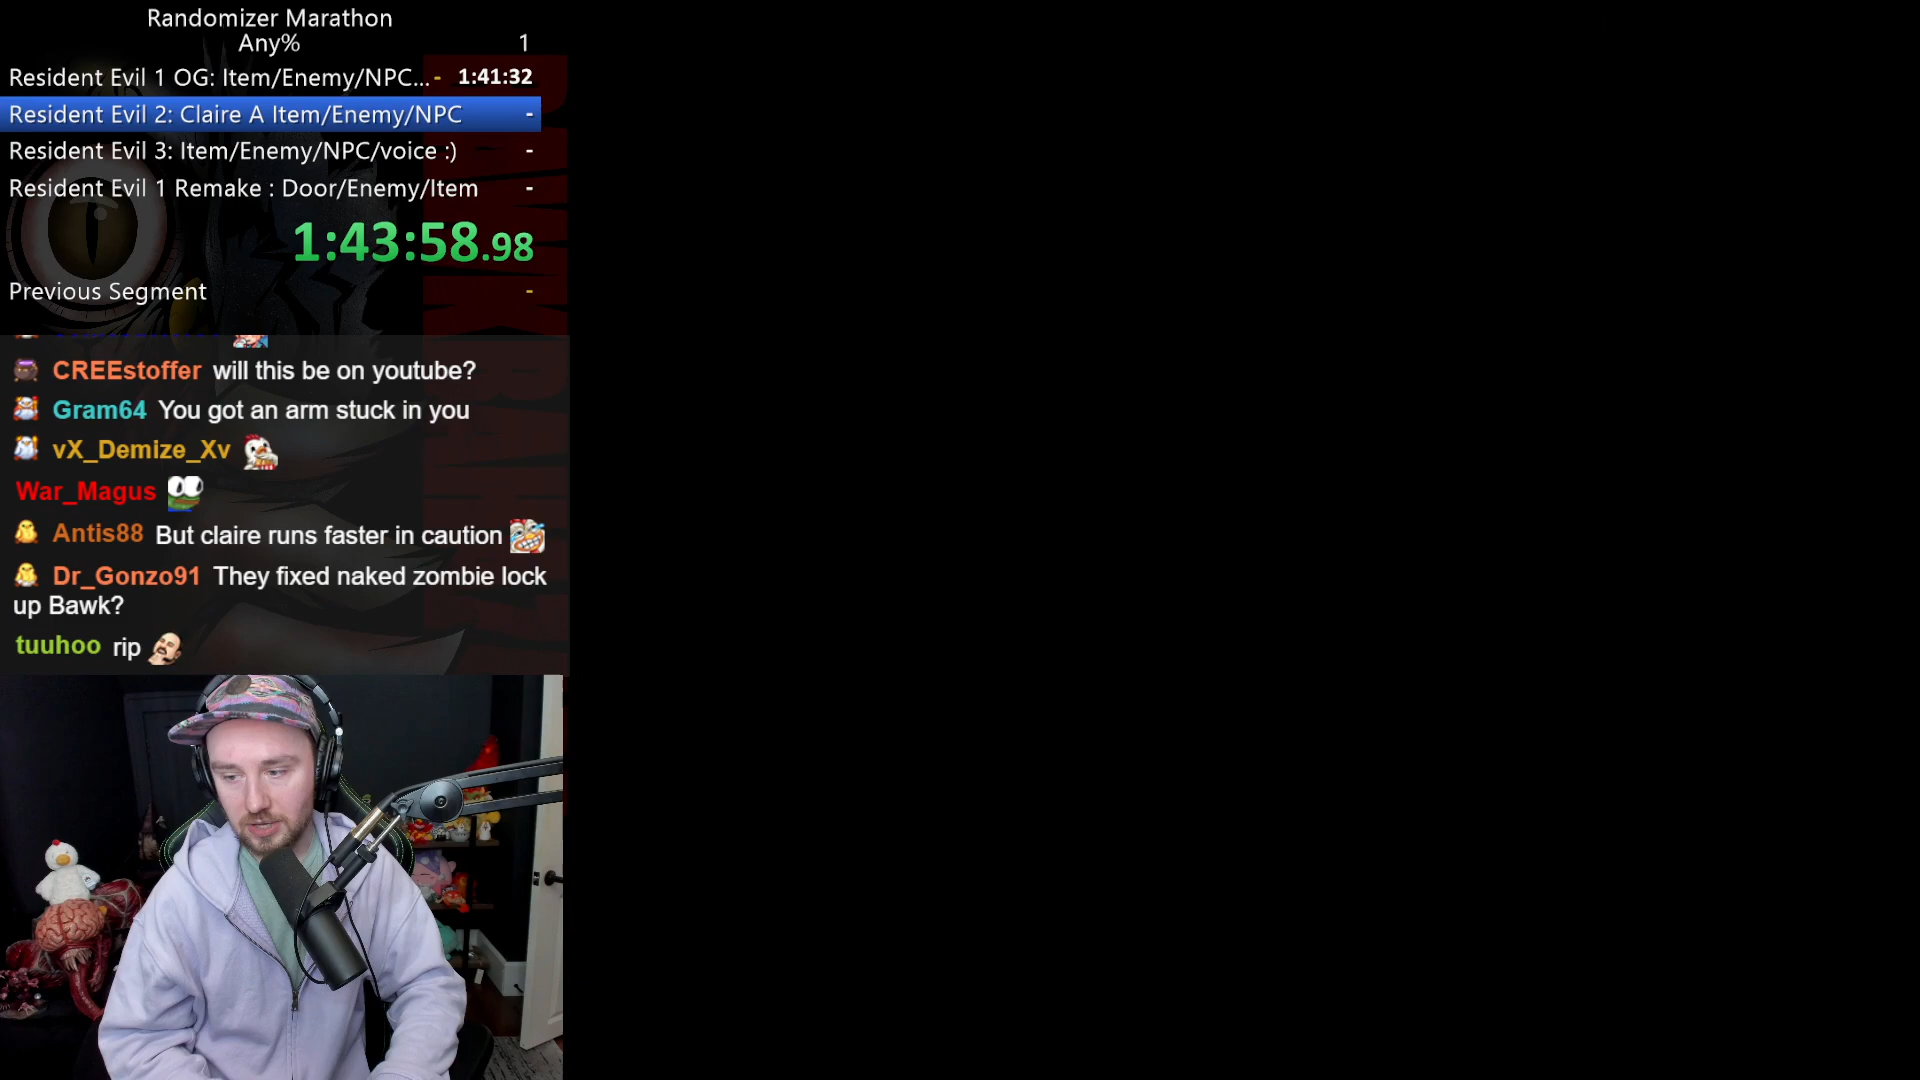 Randomizer Marathon
Any% 1
Resident Evil 1 OG: Item/Enemy/NPC... - 1:41:32
Resident Evil 2: Claire A Item/Enemy/NPC -
Resident Evil 3: Item/Enemy/NPC/voice :) -
Resident Evil 1 Remake : Door/Enemy/Item -
1:43:58.98
Previous Segment -
CREEstoffer will this be on youtube?
Gram64 You got an arm stuck in you
vX_Demize_Xv
War_Magus
Antis88 But claire runs faster in caution
Dr_Gonzo91 They fixed naked zombie lock
up Bawk?
tuuhoo rip